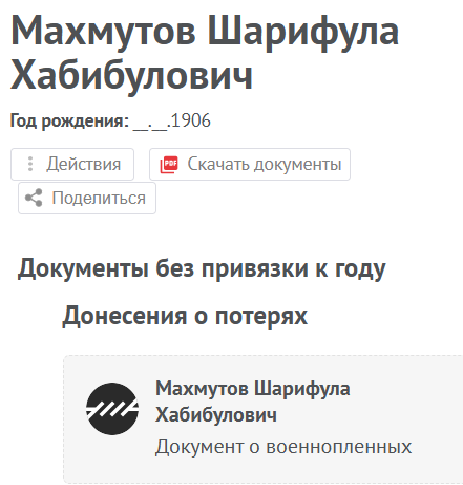 Махмутов Шарифула
Хабибулович
Год рождения: __.__.1906
Действия
PDF
Скачать документы
Поделиться
Документы без привязки к году
Донесения о потерях
Махмутов Шарифула
Хабибулович
Документ о военнопленных